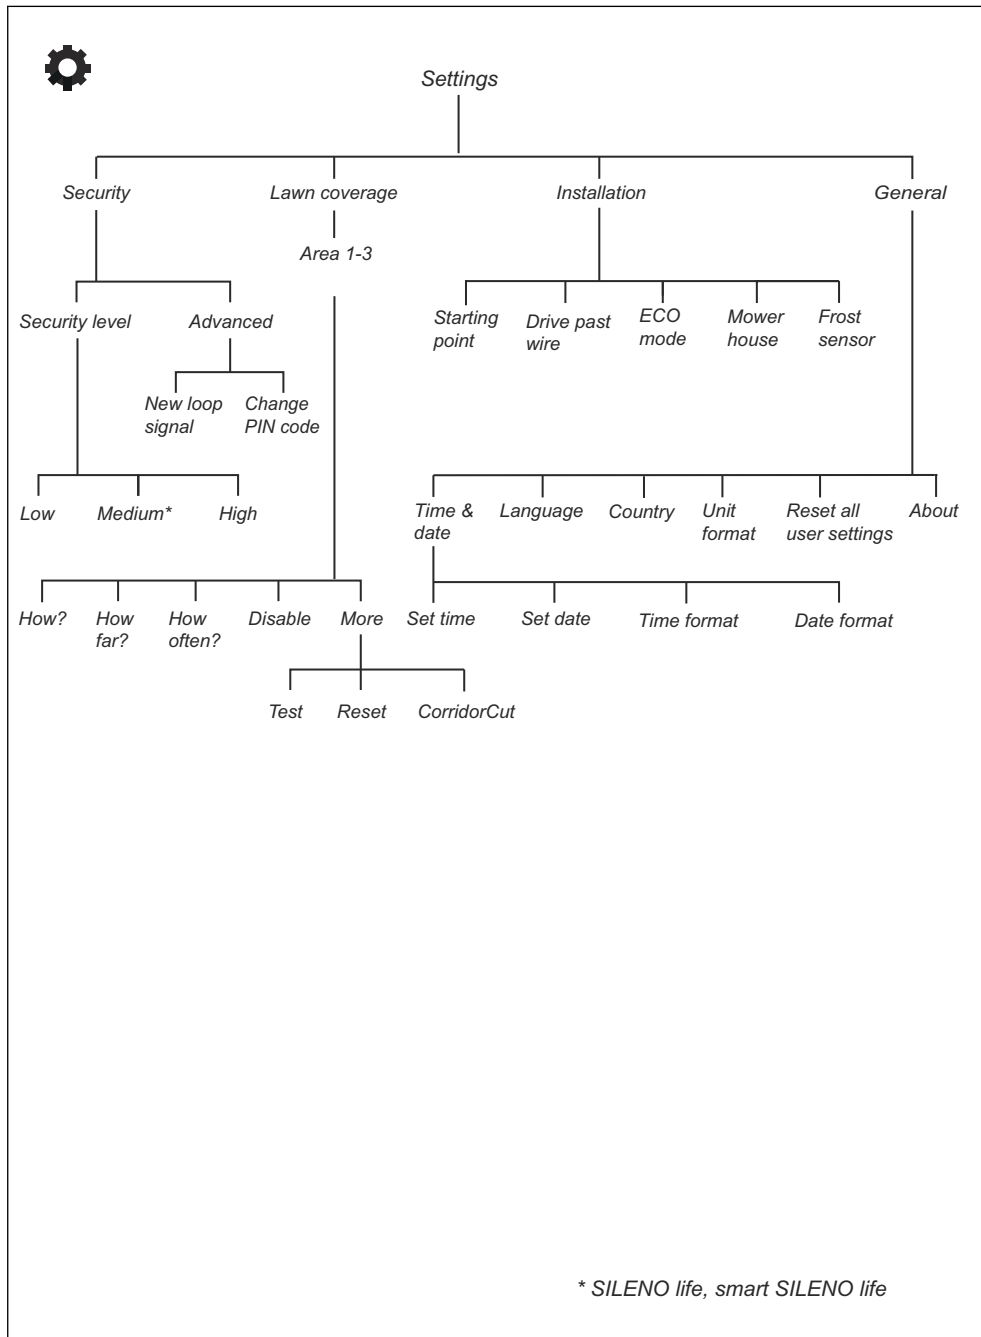 Settings
Security
Lawn coverage
Installation
General
Area 1-3
Security level
Advanced
Starting
point
Drive past
wire
ECO
mode
Mower
house
Frost
sensor
New loop
signal
Change
PIN code
Low
Medium*
High
Time &
date
Language
Country
Unit
format
Reset all
user settings
About
How?
How
far?
How
often?
Disable
More
Set time
Set date
Time format
Date format
Test
Reset
CorridorCut
* SILENO life, smart SILENO life